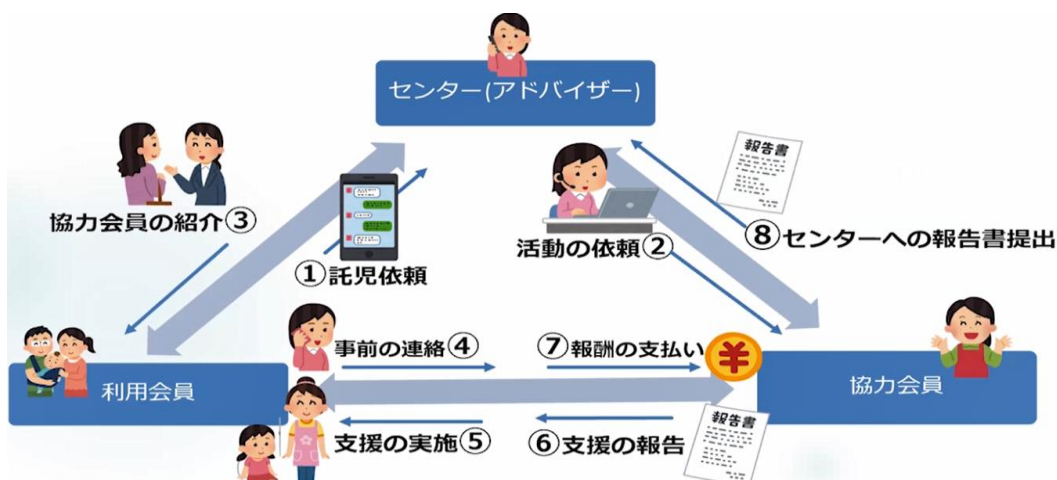 センター(アドバイザー)
報告書
協力会員の紹介③
①託児依頼
活動の依頼②
⑧センターへの報告書提出
事前の連絡④
⑦報酬の支払い
¥
利用会員
協力会員
支援の実施⑤
⑥支援の報告
報告書